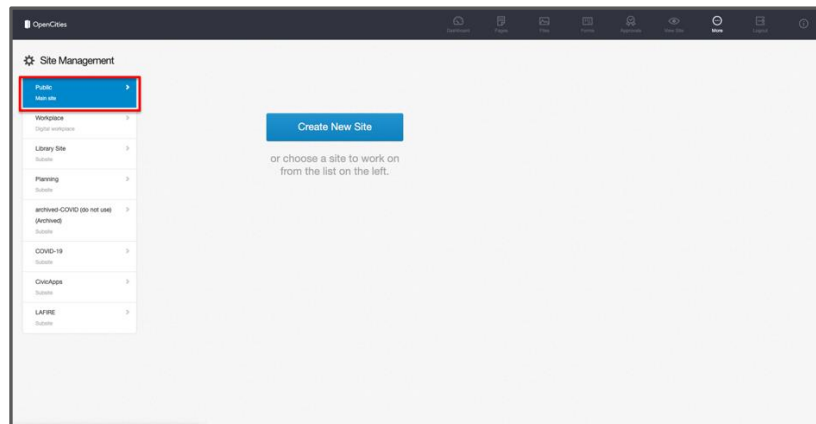 OpenCities
Dashboard
Pages
Files
Forms
Approvals
View Site
More
Logout
Site Management
Public
Main site
Workplace
Digital workplace
Library Site
Subsite
Planning
Subsite
archived-COVID (do not use)
(Archived)
Subsite
COVID-19
Subsite
CivicApps
Subsite
LAFIRE
Subsite
Create New Site
or choose a site to work on
from the list on the left.